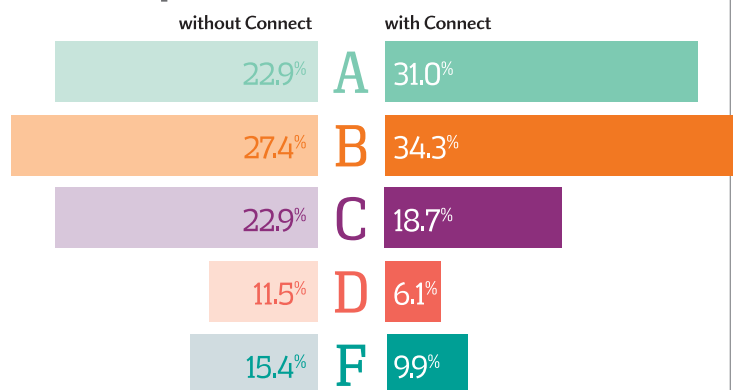 without Connect with Connect
22.9% A 31.0%
27.4% B 34.3%
22.9% C 18.7%
11.5% D 6.1%
15.4% F 9.9%